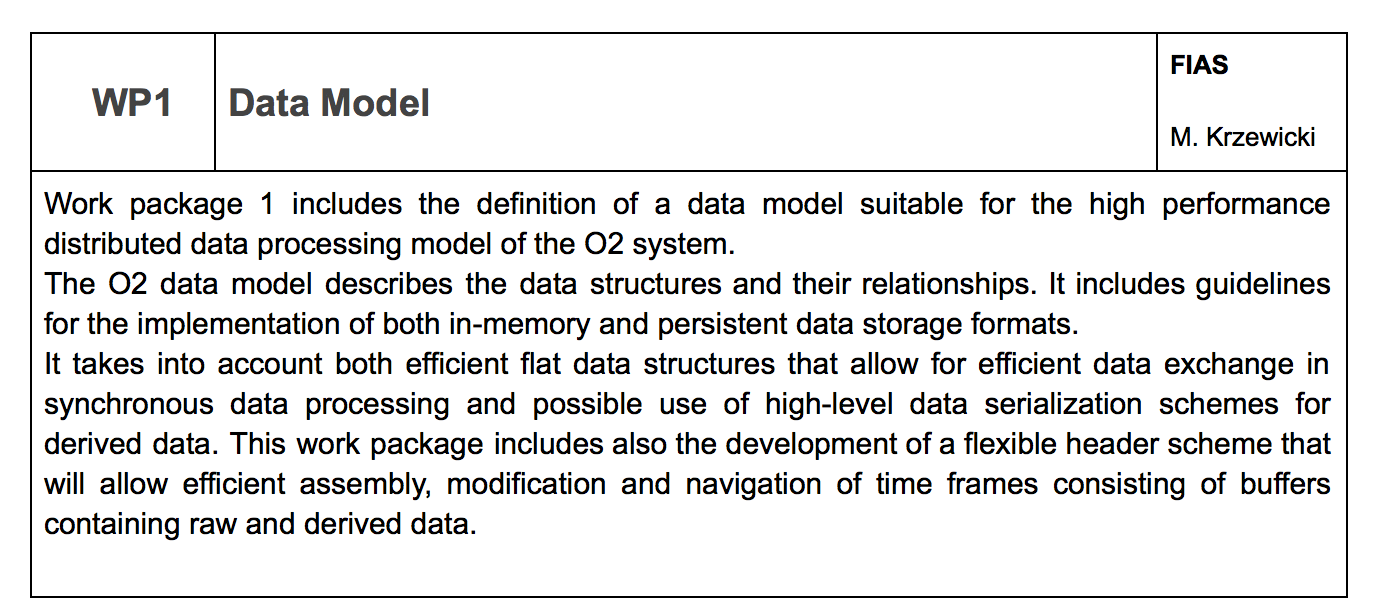 WP1
Data Model
FIAS
M. Krzewicki
Work package 1 includes the definition of a data model suitable for the high performance
distributed data processing model of the O2 system.
The O2 data model describes the data structures and their relationships. It includes guidelines
for the implementation of both in-memory and persistent data storage formats.
It takes into account both efficient flat data structures that allow for efficient data exchange in
synchronous data processing and possible use of high-level data serialization schemes for
derived data. This work package includes also the development of a flexible header scheme that
will allow efficient assembly, modification and navigation of time frames consisting of buffers
containing raw and derived data.